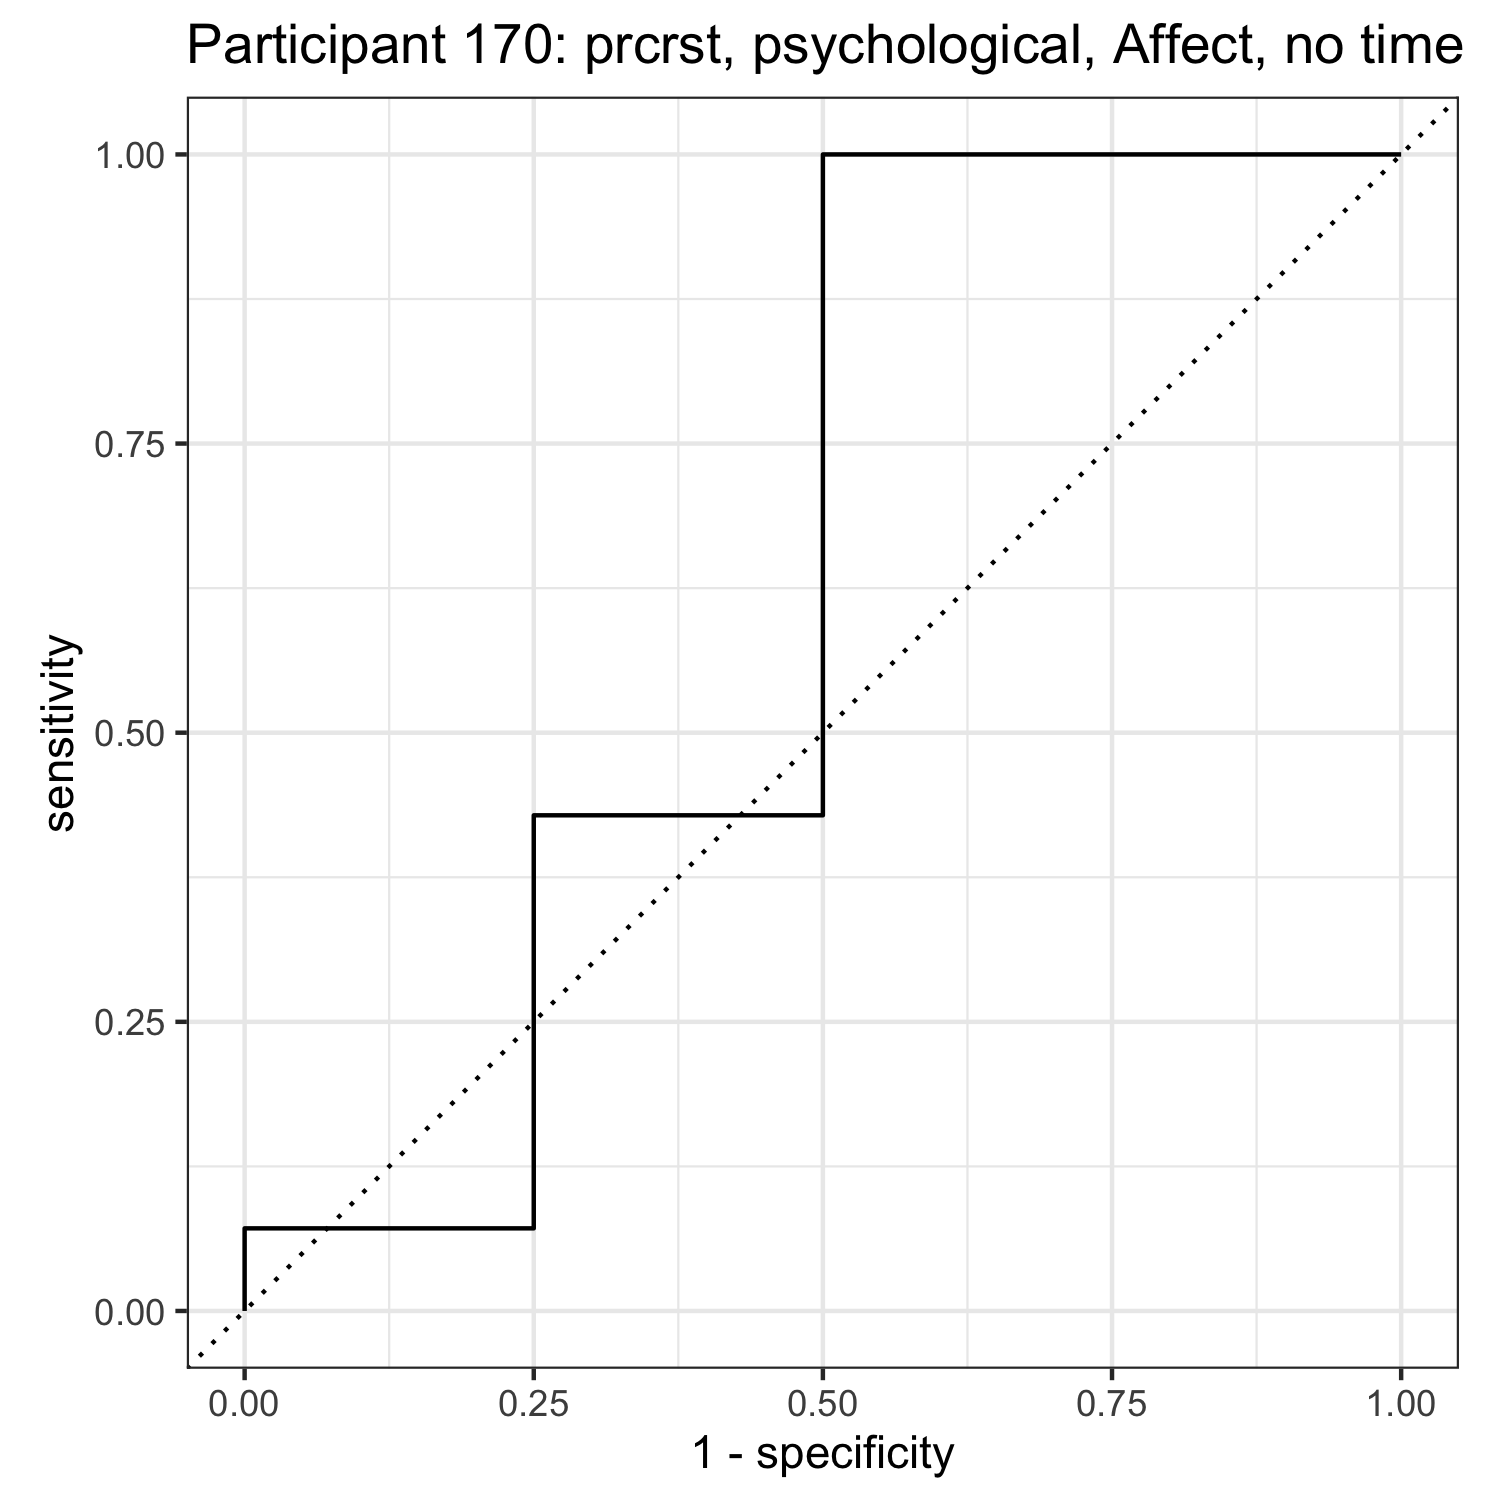 Participant 170: prcrst, psychological, Affect, no time
1.00
0.75
0.50
0.25
0.00
sensitivity
0.00 0.25 0.50 0.75 1.00
1 - specificity